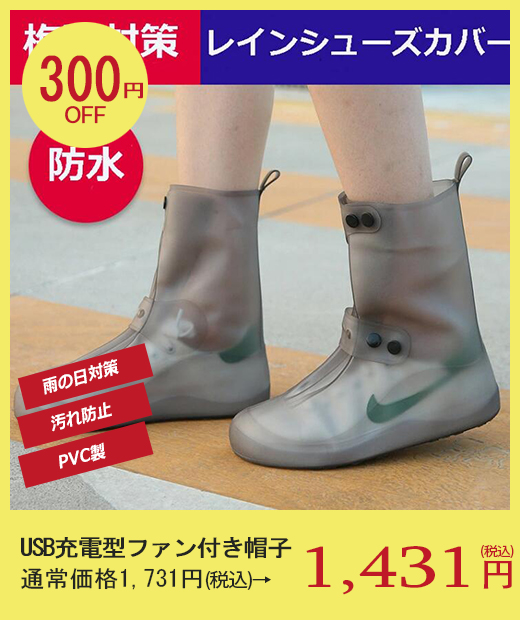 対策 レインシューズカバー
300円
OFF
防水
雨の日対策
汚れ防止
PVC製
USB充電型ファン付き帽子
通常価格1,731円(税込)→ 1,431円(税込)